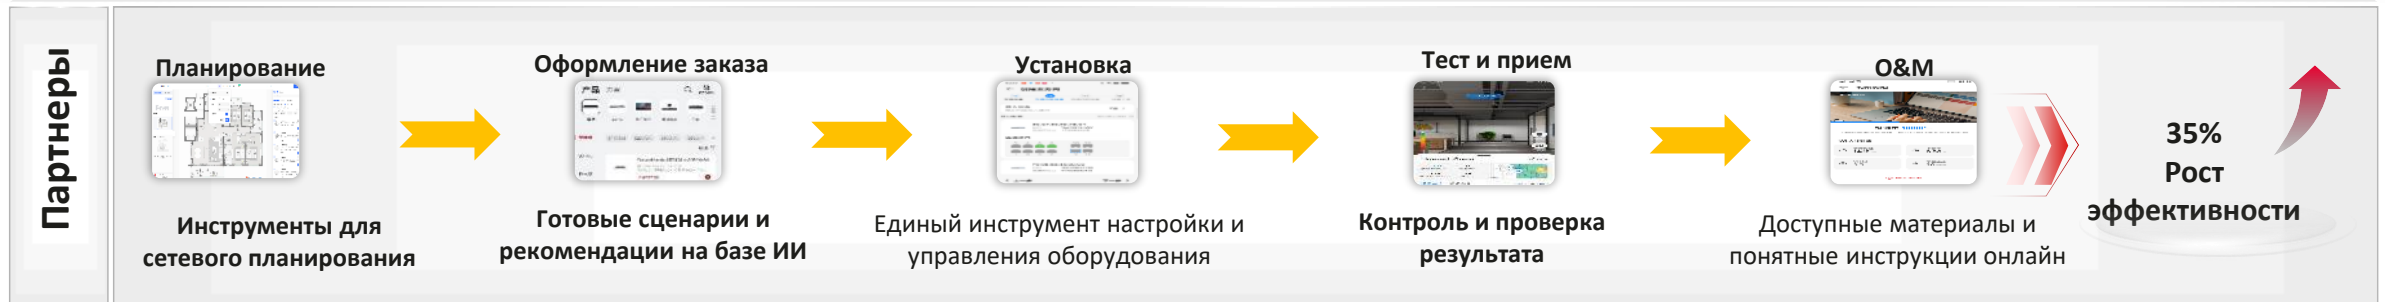 Партнеры
Планирование
Инструменты для
сетевого планирования
Оформление заказа
Готовые сценарии и
рекомендации на базе ИИ
Установка
Единый инструмент настройки и
управления оборудования
Тест и прием
Контроль и проверка
результата
O&M
Доступные материалы и
понятные инструкции онлайн
35%
Рост
эффективности